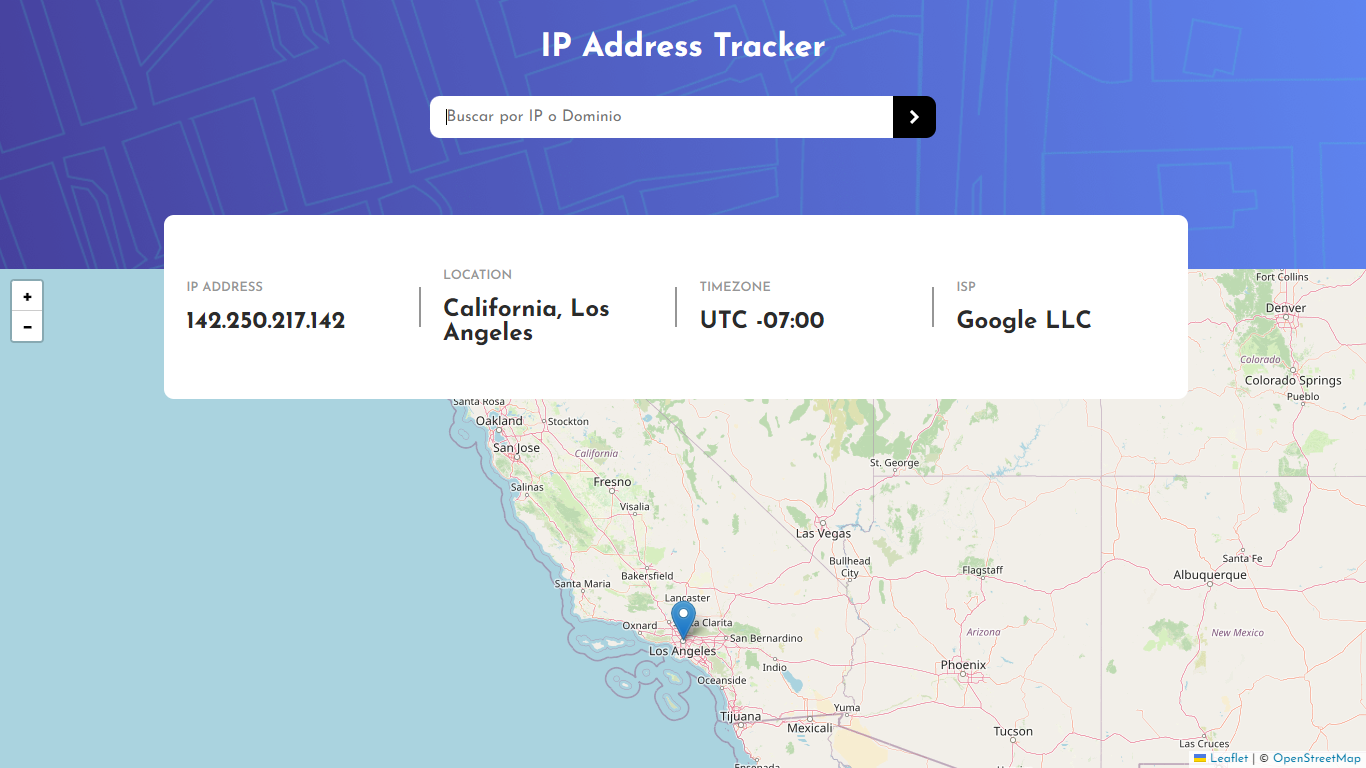 IP Address Tracker
Buscar por IP o Dominio
IP ADDRESS
142.250.217.142
LOCATION
California, Los
Angeles
TIMEZONE
UTC -07:00
ISP
Google LLC
+
−
Fort Collins
Denver
Colorado
Colorado Springs
Pueblo
Santa Rosa
Oakland
Stockton
San Jose
California
St. George
Salinas
Fresno
Visalia
Las Vegas
Bullhead
City
Flagstaff
Santa Fe
Albuquerque
Bakersfield
Santa Maria
Lancaster
Oxnard
ta Clarita
San Bernardino
Los Angeles
Arizona
New Mexico
Indio
Phoenix
Oceanside
Yuma
Tijuana
Mexicali
Tucson
Las Cruces
Ensenada
Leaflet | © OpenStreetMap